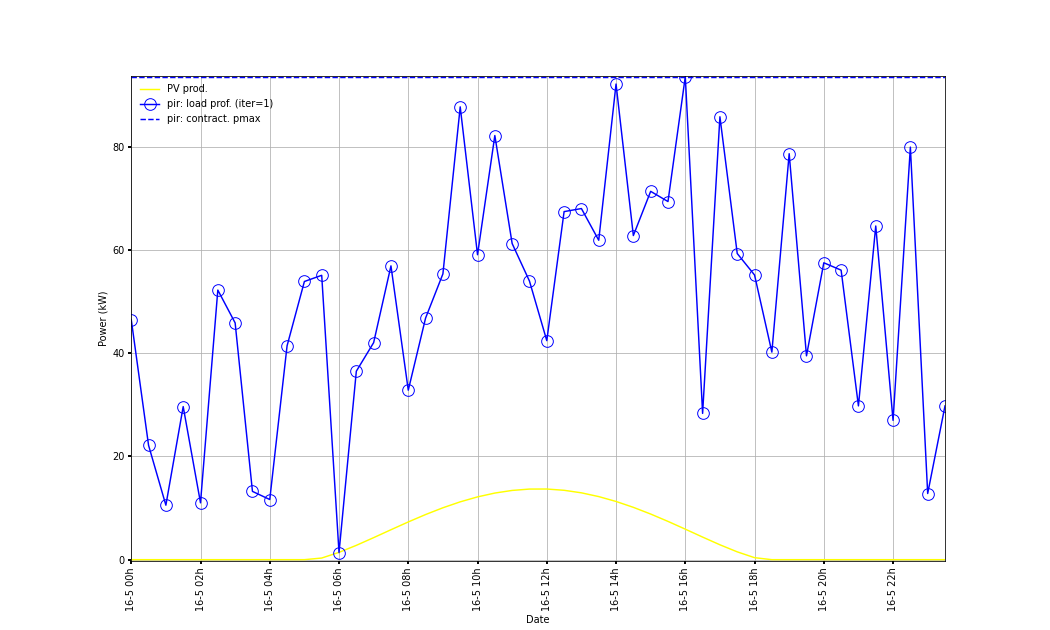 PV prod.
pir: load prof. (iter=1)
pir: contract. pmax
80
60
40
20
0
Power (kW)
16-5 00h
16-5 02h
16-5 04h
16-5 06h
16-5 08h
16-5 10h
16-5 12h
16-5 14h
16-5 16h
16-5 18h
16-5 20h
16-5 22h
Date